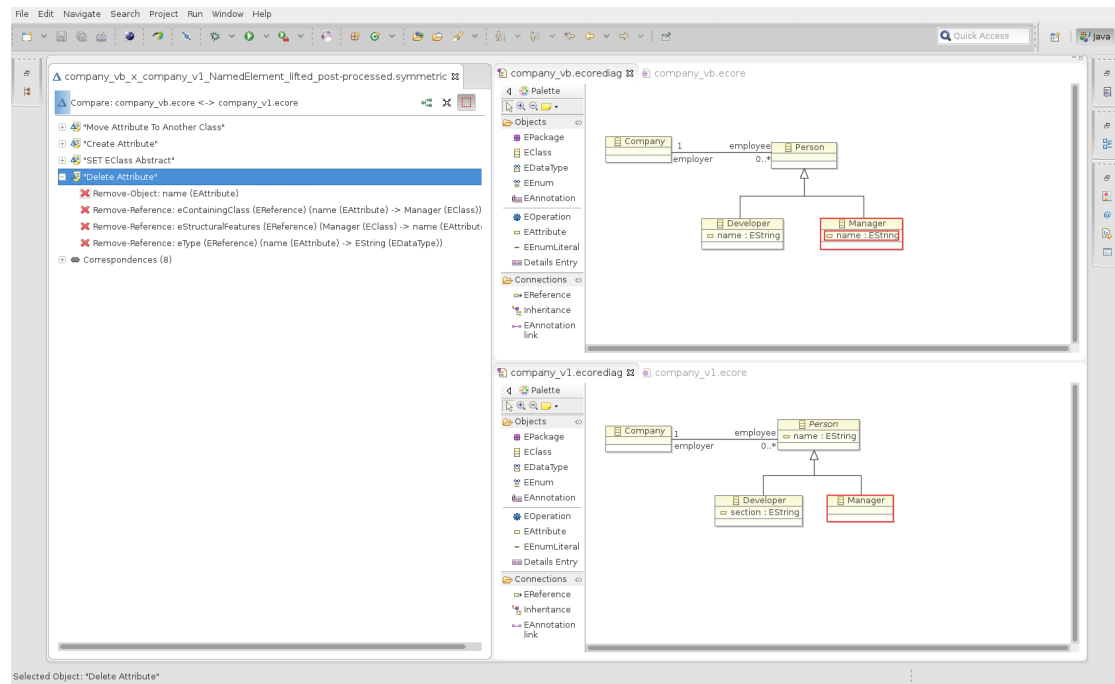 File Edit Navigate Search Project Run Window Help
Quick Access
Java
company_vb_x_company_v1_NamedElement_lifted_post-processed.symmetric
Compare: company_vb.ecore <-> company_v1.ecore
"Move Attribute To Another Class"
"Create Attribute"
"SET EClass Abstract"
"Delete Attribute"
Remove-Object: name (EAttribute)
Remove-Reference: eContainingClass (EReference) (name (EAttribute) -> Manager (EClass))
Remove-Reference: eStructuralFeatures (EReference) (Manager (EClass) -> name (EAttribut
Remove-Reference: eType (EReference) (name (EAttribute) -> EString (EDataType))
Correspondences (8)
company_vb.ecorediag company_vb.ecore
Palette
Objects
EPackage
EClass
EDataType
EEnum
EAnnotation
EOperation
EAttribute
EEnumLiteral
Details Entry
Connections
EReference
Inheritance
EAnnotation
link
Company 1 employee Person
employer 0..*
Developer Manager
name : EString name : EString
company_v1.ecorediag company_v1.ecore
Palette
Objects
EPackage
EClass
EDataType
EEnum
EAnnotation
EOperation
EAttribute
EEnumLiteral
Details Entry
Connections
EReference
Inheritance
EAnnotation
link
Person
Company 1 employee name : EString
employer 0..*
Developer Manager
section : EString
Selected Object: "Delete Attribute"